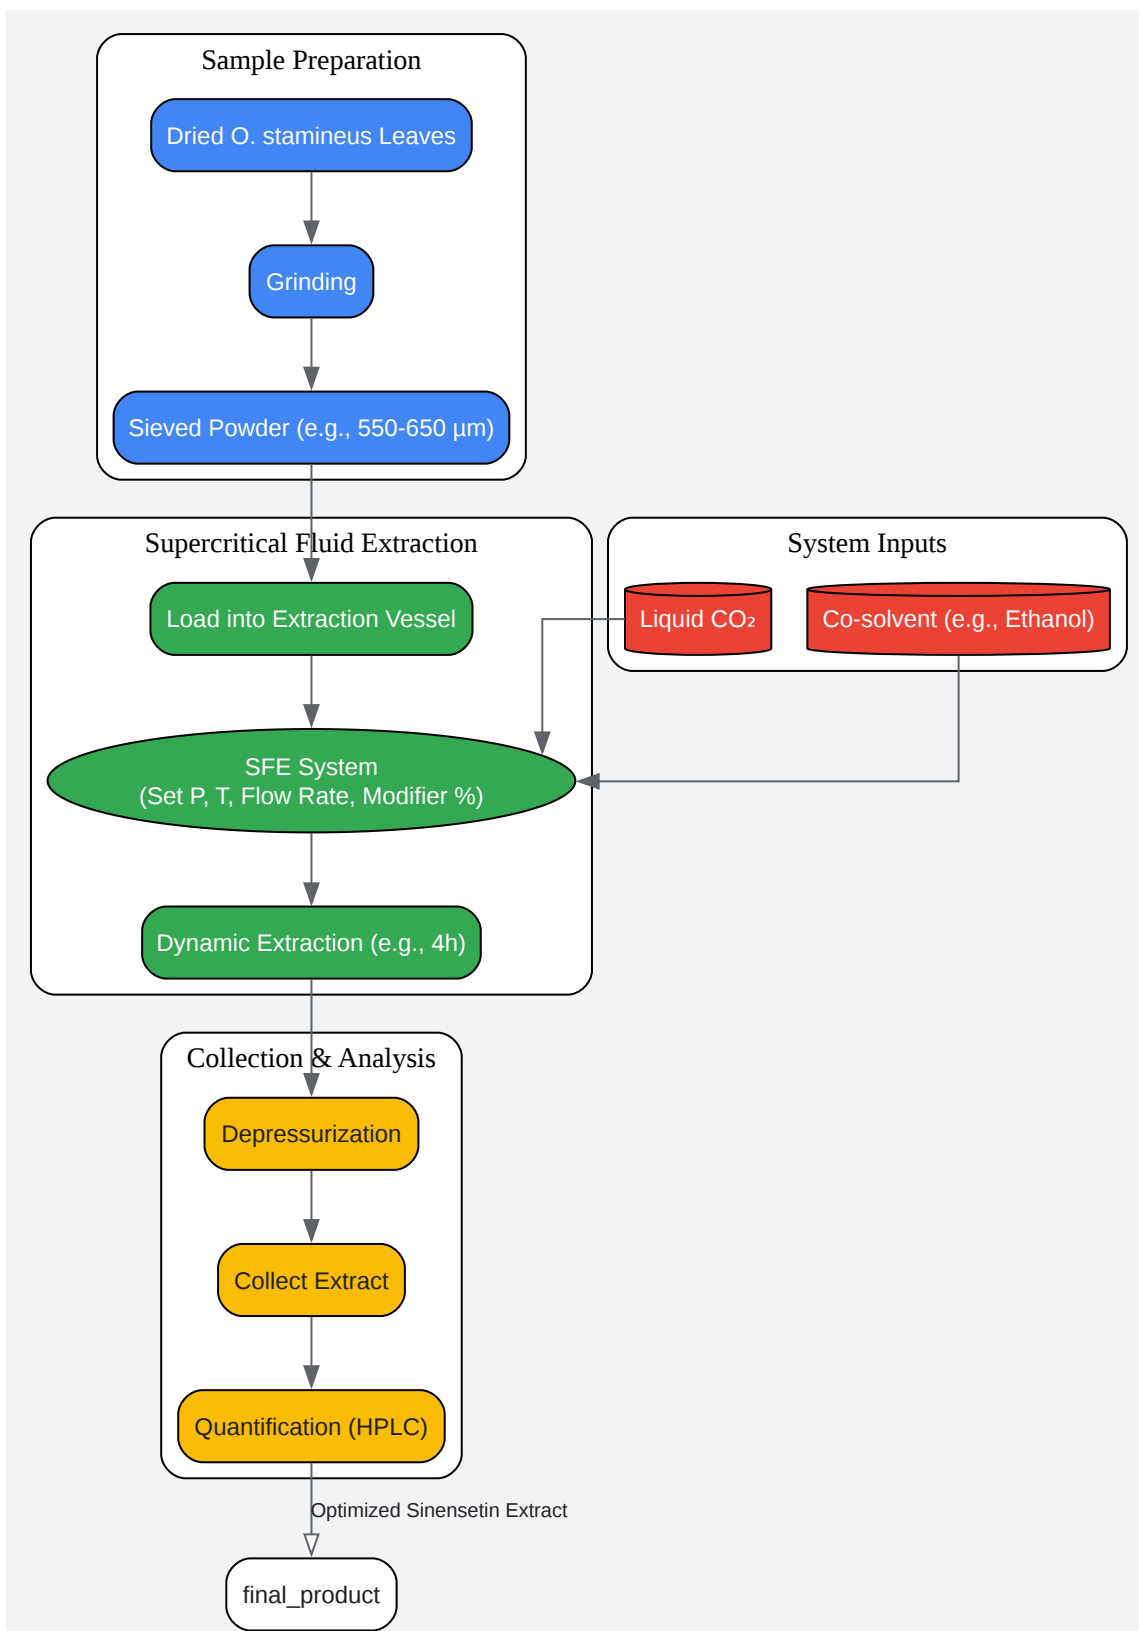 Sample Preparation
Dried O. stamineus Leaves
Grinding
Sieved Powder (e.g., 550-650 µm)
Supercritical Fluid Extraction
Load into Extraction Vessel
SFE System
(Set P, T, Flow Rate, Modifier %)
Dynamic Extraction (e.g., 4h)
System Inputs
Liquid CO₂
Co-solvent (e.g., Ethanol)
Collection & Analysis
Depressurization
Collect Extract
Quantification (HPLC)
Optimized Sinensetin Extract
final_product